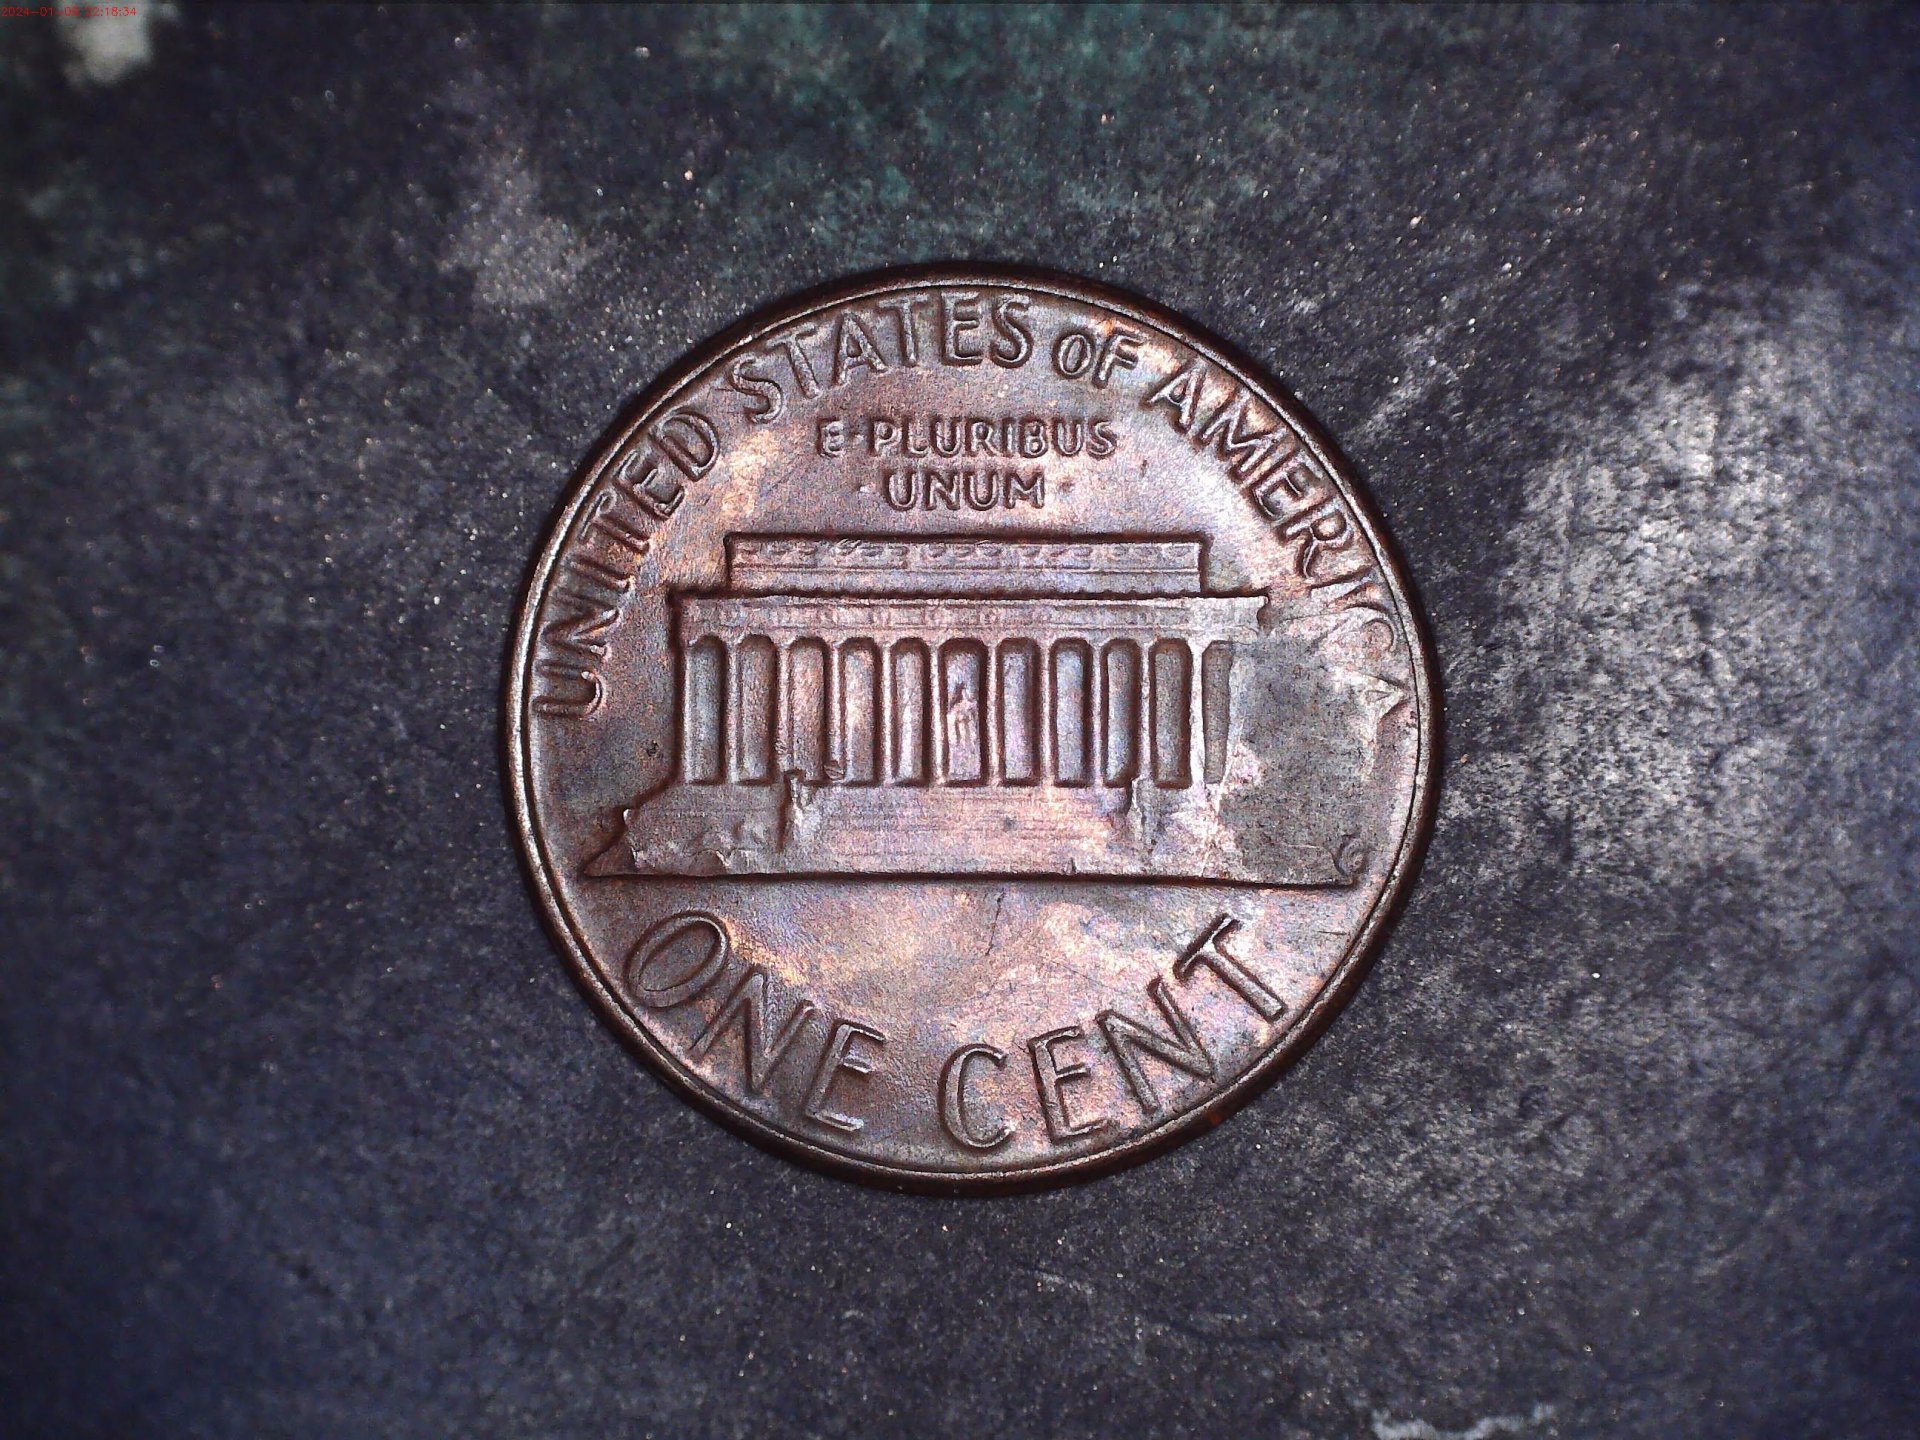 UNITED STATES OF AMERICA
E PLURIBUS
UNUM
ONE CENT